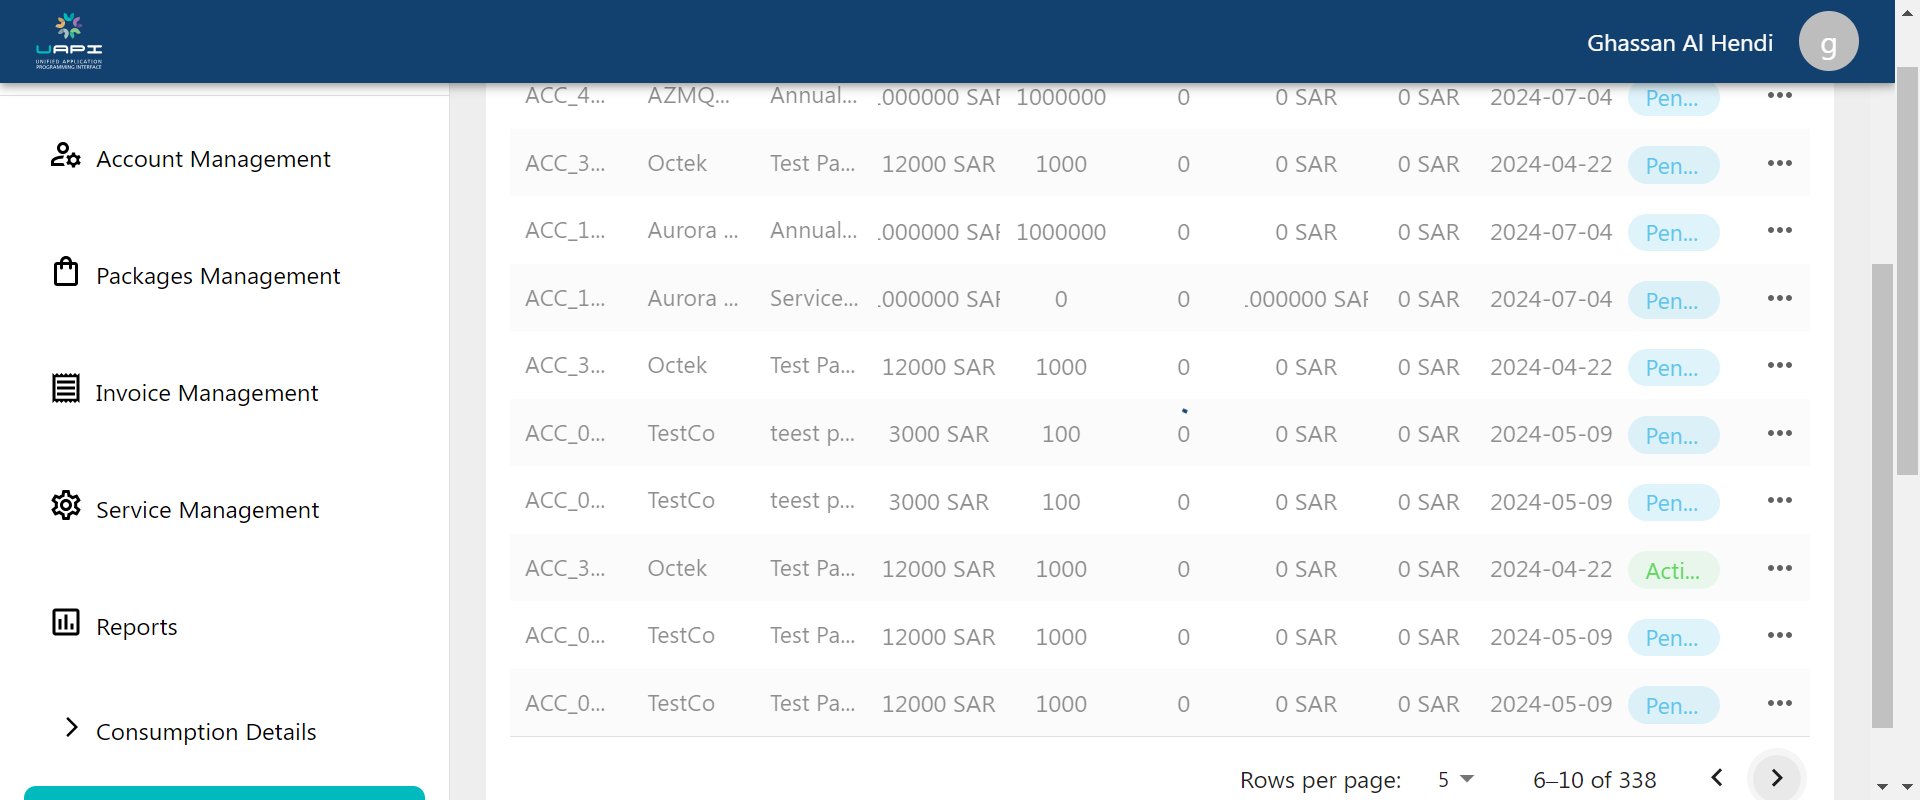 UAPI
UNIFIED APPLICATION
PROGRAMMING INTERFACE
Ghassan Al Hendi
g
Account Management
Packages Management
Invoice Management
Service Management
Reports
Consumption Details
ACC_4... AZMQ... Annual... .000000 SAR 1000000 0 0 SAR 0 SAR 2024-07-04 Pen...
ACC_3... Octek Test Pa... 12000 SAR 1000 0 0 SAR 0 SAR 2024-04-22 Pen...
ACC_1... Aurora ... Annual... .000000 SAR 1000000 0 0 SAR 0 SAR 2024-07-04 Pen...
ACC_1... Aurora ... Service... .000000 SAR 0 0 .000000 SAR 0 SAR 2024-07-04 Pen...
ACC_3... Octek Test Pa... 12000 SAR 1000 0 0 SAR 0 SAR 2024-04-22 Pen...
ACC_0... TestCo teest p... 3000 SAR 100 0 0 SAR 0 SAR 2024-05-09 Pen...
ACC_0... TestCo teest p... 3000 SAR 100 0 0 SAR 0 SAR 2024-05-09 Pen...
ACC_3... Octek Test Pa... 12000 SAR 1000 0 0 SAR 0 SAR 2024-04-22 Acti...
ACC_0... TestCo Test Pa... 12000 SAR 1000 0 0 SAR 0 SAR 2024-05-09 Pen...
ACC_0... TestCo Test Pa... 12000 SAR 1000 0 0 SAR 0 SAR 2024-05-09 Pen...
Rows per page: 5 6–10 of 338